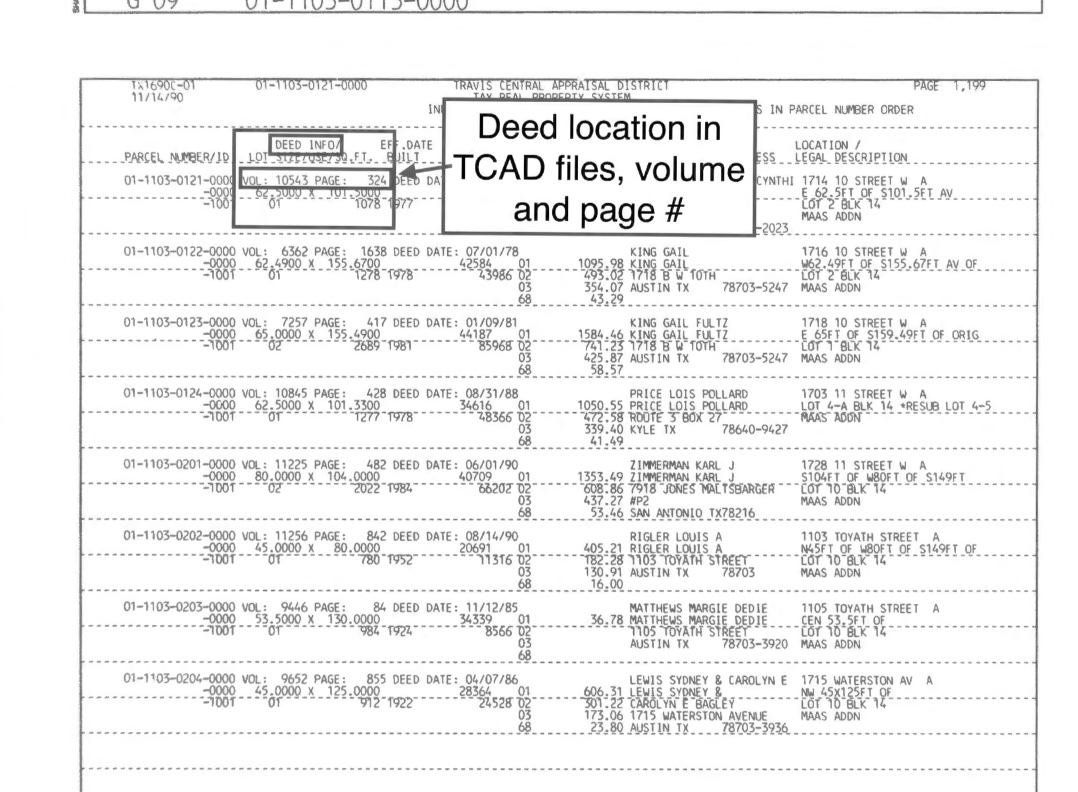 G 09 01-1103-0113-0000
TX1690C-01 01-1103-0121-0000 TRAVIS CENTRAL APPRAISAL DISTRICT PAGE 1,199
11/14/90 TAX REAL PROPERTY SYSTEM
S IN PARCEL NUMBER ORDER
Deed location in
TCAD files, volume
and page #
DEED INFO/ EFF.DATE LOCATION /
PARCEL NUMBER/ID LOT SIZE/USE/SQ.FT. BUILT ESS LEGAL DESCRIPTION
01-1103-0121-0000 VOL: 10543 PAGE: 324 DEED DA CYNTHI 1714 10 STREET W A
-0000 62.5000 X 101.5000 E 62.5FT OF S101.5FT AV
-1001 01 1078 1977 LOT 2 BLK 14
MAAS ADDN
-2023
01-1103-0122-0000 VOL: 6362 PAGE: 1638 DEED DATE: 07/01/78 KING GAIL 1716 10 STREET W A
-0000 62.4900 X 155.6700 42584 01 1095.98 KING GAIL W62.49FT OF S155.67FT AV OF
-1001 01 1278 1978 43986 02 493.02 1718 B W 10TH LOT 2 BLK 14
03 354.07 AUSTIN TX 78703-5247 MAAS ADDN
68 43.29
01-1103-0123-0000 VOL: 7257 PAGE: 417 DEED DATE: 01/09/81 KING GAIL FULTZ 1718 10 STREET W A
-0000 65.0000 X 155.4900 44187 01 1584.46 KING GAIL FULTZ E 65FT OF S159.49FT OF ORIG
-1001 02 2689 1981 85968 02 741.23 1718 B W 10TH LOT 1 BLK 14
03 425.87 AUSTIN TX 78703-5247 MAAS ADDN
68 58.57
01-1103-0124-0000 VOL: 10845 PAGE: 428 DEED DATE: 08/31/88 PRICE LOIS POLLARD 1703 11 STREET W A
-0000 62.5000 X 101.3300 34616 01 1050.55 PRICE LOIS POLLARD LOT 4-A BLK 14 *RESUB LOT 4-5
-1001 01 1277 1978 48366 02 472.58 ROUTE 3 BOX 27 MAAS ADDN
03 339.40 KYLE TX 78640-9427
68 41.49
01-1103-0201-0000 VOL: 11225 PAGE: 482 DEED DATE: 06/01/90 ZIMMERMAN KARL J 1728 11 STREET W A
-0000 80.0000 X 104.0000 40709 01 1353.49 ZIMMERMAN KARL J S104FT OF W80FT OF S149FT
-1001 02 2022 1984 66202 02 608.86 7918 JONES MALTSBARGER LOT 10 BLK 14
03 437.27 #P2 MAAS ADDN
68 53.46 SAN ANTONIO TX78216
01-1103-0202-0000 VOL: 11256 PAGE: 842 DEED DATE: 08/14/90 RIGLER LOUIS A 1103 TOYATH STREET A
-0000 45.0000 X 80.0000 20691 01 405.21 RIGLER LOUIS A N45FT OF W80FT OF S149FT OF
-1001 01 780 1952 11316 02 182.28 1103 TOYATH STREET LOT 10 BLK 14
03 130.91 AUSTIN TX 78703 MAAS ADDN
68 16.00
01-1103-0203-0000 VOL: 9446 PAGE: 84 DEED DATE: 11/12/85 MATTHEWS MARGIE DEDIE 1105 TOYATH STREET A
-0000 53.5000 X 130.0000 34339 01 36.78 MATTHEWS MARGIE DEDIE CEN 53.5FT OF
-1001 01 984 1924 8566 02 1105 TOYATH STREET LOT 10 BLK 14
03 AUSTIN TX 78703-3920 MAAS ADDN
68
01-1103-0204-0000 VOL: 9652 PAGE: 855 DEED DATE: 04/07/86 LEWIS SYDNEY & CAROLYN E 1715 WATERSTON AV A
-0000 45.0000 X 125.0000 28364 01 606.31 LEWIS SYDNEY & NW 45X125FT OF
-1001 01 912 1922 24528 02 301.22 CAROLYN E BAGLEY LOT 10 BLK 14
03 173.06 1715 WATERSTON AVENUE MAAS ADDN
68 23.80 AUSTIN TX 78703-3936